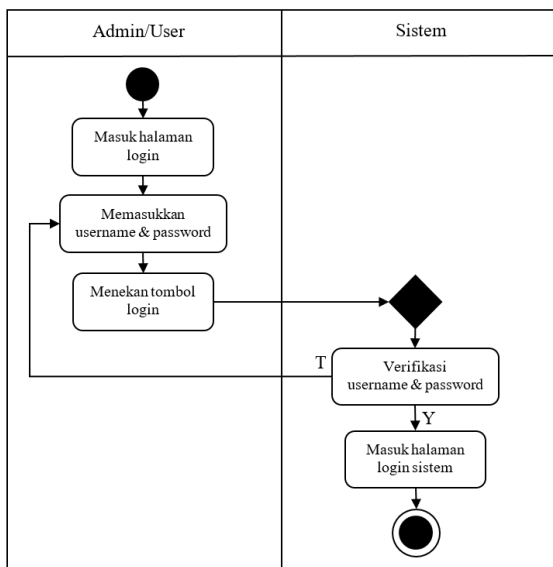 Admin/User
Sistem
Masuk halaman
login
Memasukkan
username & password
Menekan tombol
login
T
Verifikasi
username & password
Y
Masuk halaman
login sistem